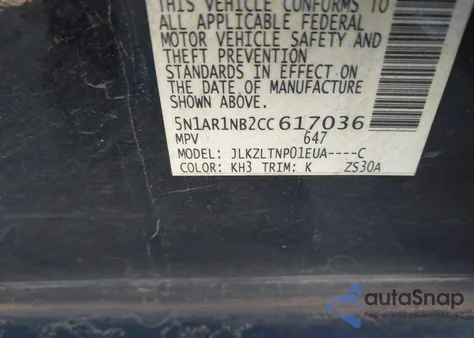 THIS VEHICLE CONFORMS TO
ALL APPLICABLE FEDERAL
MOTOR VEHICLE SAFETY AND
THEFT PREVENTION
STANDARDS IN EFFECT ON
THE DATE OF MANUFACTURE
SHOWN ABOVE.
5N1AR1NB2CC617036
MPV 647
MODEL: JLKZLTNP01EUA----C
COLOR: KH3 TRIM: K ZS30A
autoSnap